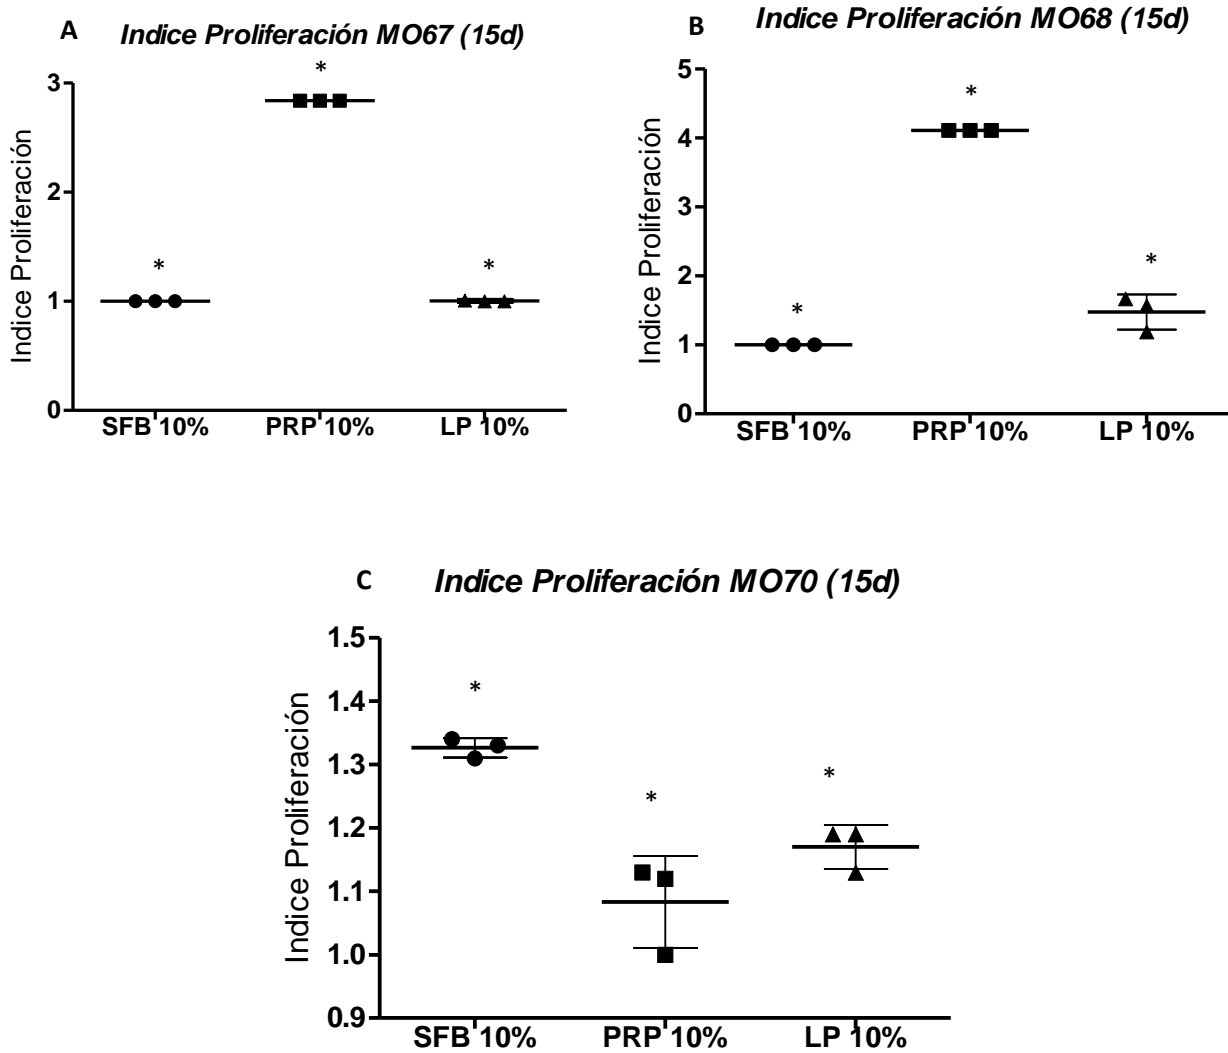 A Indice Proliferación MO67 (15d)
*
3
2
1
0
Indice Proliferación
*
*
SFB 10% PRP 10% LP 10%
B Indice Proliferación MO68 (15d)
5
4
3
2
1
0
Indice Proliferación
*
*
*
SFB 10% PRP 10% LP 10%
C Indice Proliferación MO70 (15d)
1.5
1.4
1.3
1.2
1.1
1.0
0.9
Indice Proliferación
*
*
*
SFB 10% PRP 10% LP 10%